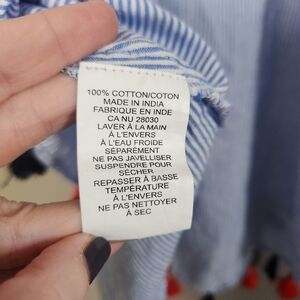 100% COTTON/COTON
MADE IN INDIA
FABRIQUE EN INDE
CA NU 28030
LAVER À LA MAIN
À L'ENVERS
À L'EAU FROIDE
SÉPARÉMENT
NE PAS JAVELLISER
SUSPENDRE POUR
SÉCHER
REPASSER À BASSE
TEMPÉRATURE
À L'ENVERS
NE PAS NETTOYER
À SEC